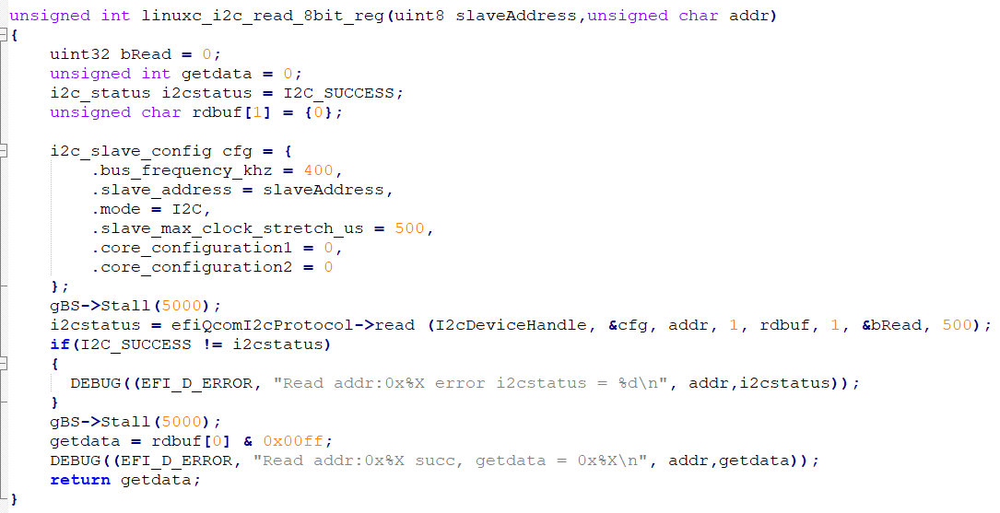 unsigned int linuxc_i2c_read_8bit_reg(uint8 slaveAddress,unsigned char addr)
{
    uint32 bRead = 0;
    unsigned int getdata = 0;
    i2c_status i2cstatus = I2C_SUCCESS;
    unsigned char rdbuf[1] = {0};

    i2c_slave_config cfg = {
        .bus_frequency_khz = 400,
        .slave_address = slaveAddress,
        .mode = I2C,
        .slave_max_clock_stretch_us = 500,
        .core_configuration1 = 0,
        .core_configuration2 = 0
    };
    gBS->Stall(5000);
    i2cstatus = efiQcomI2cProtocol->read (I2cDeviceHandle, &cfg, addr, 1, rdbuf, 1, &bRead, 500);
    if(I2C_SUCCESS != i2cstatus)
    {
      DEBUG((EFI_D_ERROR, "Read addr:0x%X error i2cstatus = %d\n", addr,i2cstatus));
    }
    gBS->Stall(5000);
    getdata = rdbuf[0] & 0x00ff;
    DEBUG((EFI_D_ERROR, "Read addr:0x%X succ, getdata = 0x%X\n", addr,getdata));
    return getdata;
}